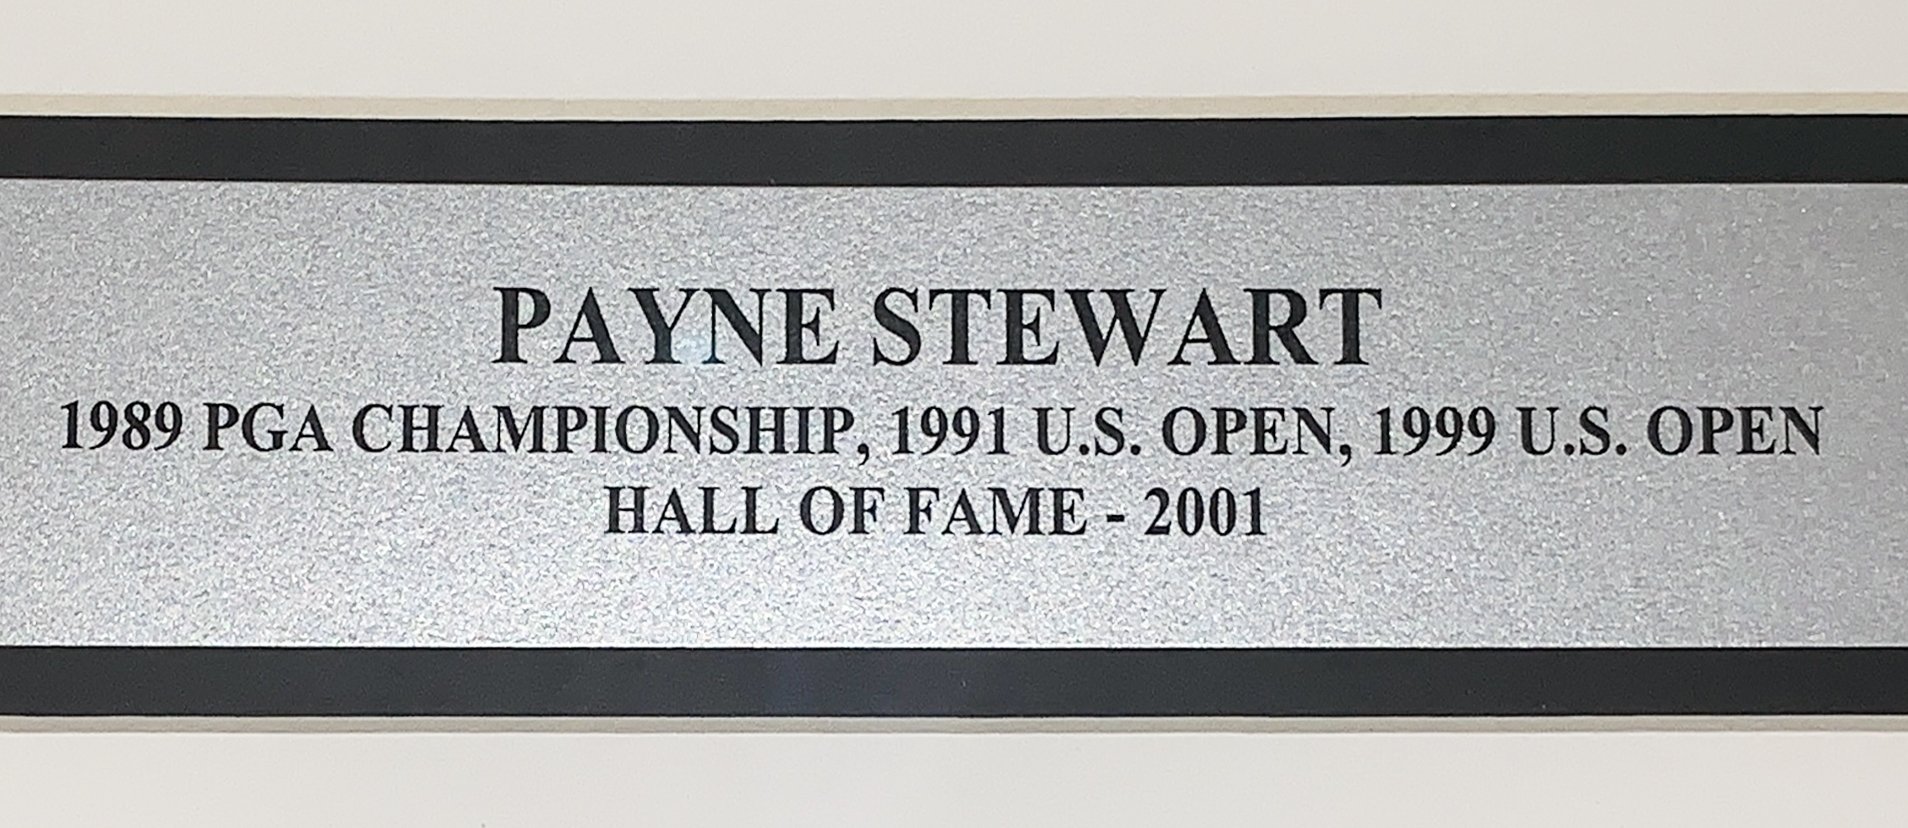 PAYNE STEWART
1989 PGA CHAMPIONSHIP, 1991 U.S. OPEN, 1999 U.S. OPEN
HALL OF FAME - 2001